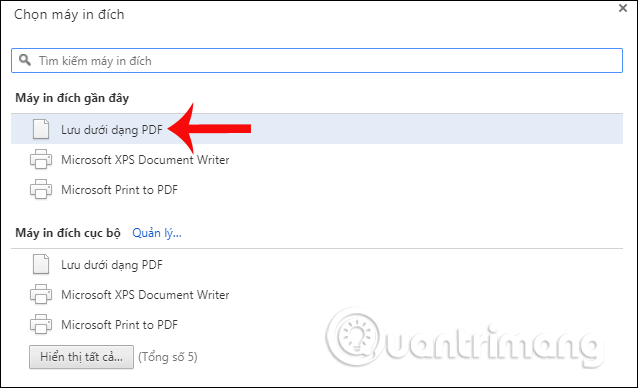 Chọn máy in đích
Tìm kiếm máy in đích
Máy in đích gần đây
Lưu dưới dạng PDF
Microsoft XPS Document Writer
Microsoft Print to PDF
Máy in đích cục bộ Quản lý...
Lưu dưới dạng PDF
Microsoft XPS Document Writer
Microsoft Print to PDF
Hiển thị tất cả... (Tổng số 5)
Quantrimang